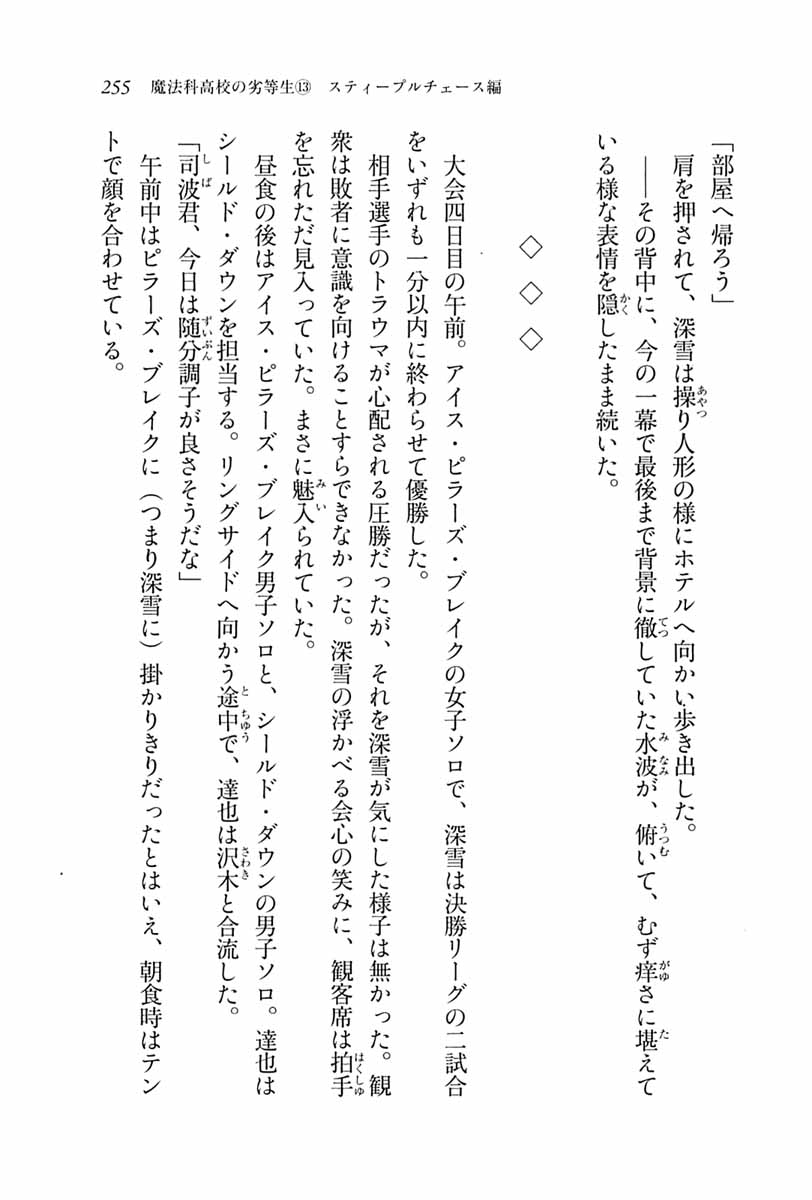 255　魔法科高校の劣等生⑬　スティープルチェース編
「部屋へ帰ろう」
　肩を押されて、深雪は操り人形の様にホテルへ向かい歩き出した。
　――その背中に、今の一幕で最後まで背景に徹していた水波が、俯いて、むず痒さに堪えて
いる様な表情を隠したまま続いた。
◇　◇　◇
　大会四日目の午前。アイス・ピラーズ・ブレイクの女子ソロで、深雪は決勝リーグの二試合
をいずれも一分以内に終わらせて優勝した。
　相手選手のトラウマが心配される圧勝だったが、それを深雪が気にした様子は無かった。観
衆は敗者に意識を向けることすらできなかった。深雪の浮かべる会心の笑みに、観客席は拍手
を忘れただ見入っていた。まさに魅入られていた。
　昼食の後はアイス・ピラーズ・ブレイク男子ソロと、シールド・ダウンの男子ソロ。達也は
シールド・ダウンを担当する。リングサイドへ向かう途中で、達也は沢木と合流した。
「司波君、今日は随分調子が良さそうだな」
　午前中はピラーズ・ブレイクに（つまり深雪に）掛かりきりだったとはいえ、朝食時はテン
トで顔を合わせている。